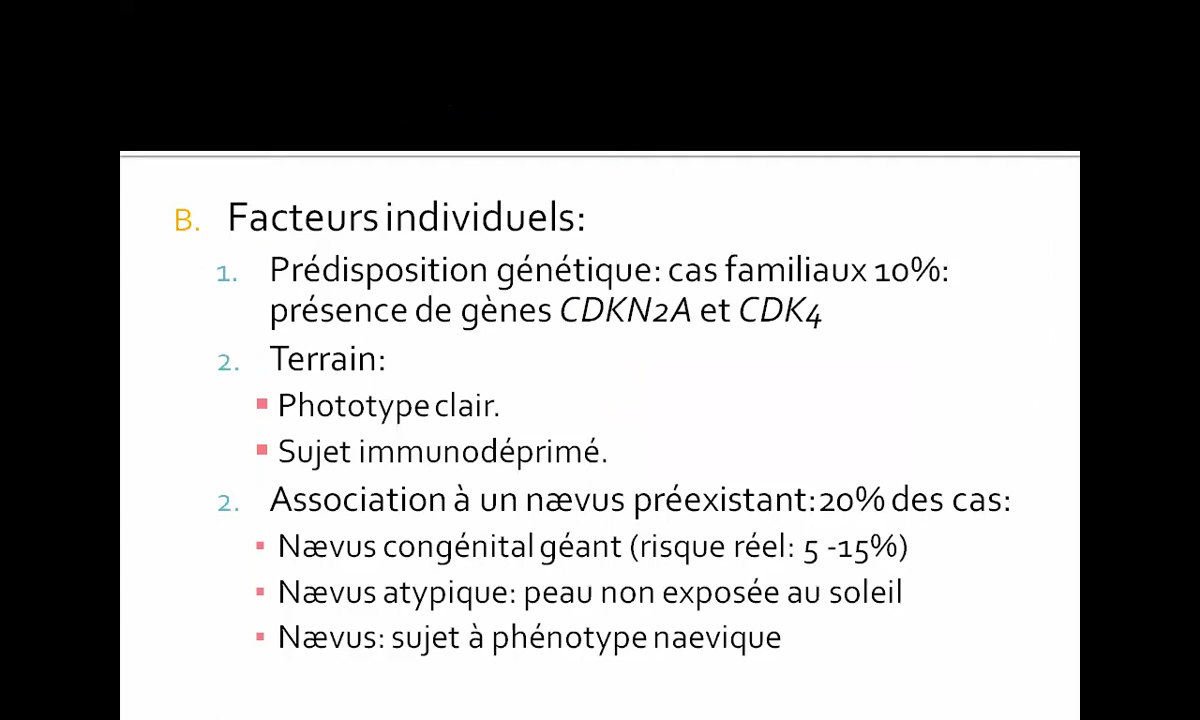 B. Facteurs individuels:
1. Prédisposition génétique: cas familiaux 10%:
présence de gènes CDKN2A et CDK4
2. Terrain:
▪ Phototype clair.
▪ Sujet immunodéprimé.
2. Association à un nævus préexistant: 20% des cas:
▪ Nævus congénital géant (risque réel: 5 -15%)
▪ Nævus atypique: peau non exposée au soleil
▪ Nævus: sujet à phénotype naevique